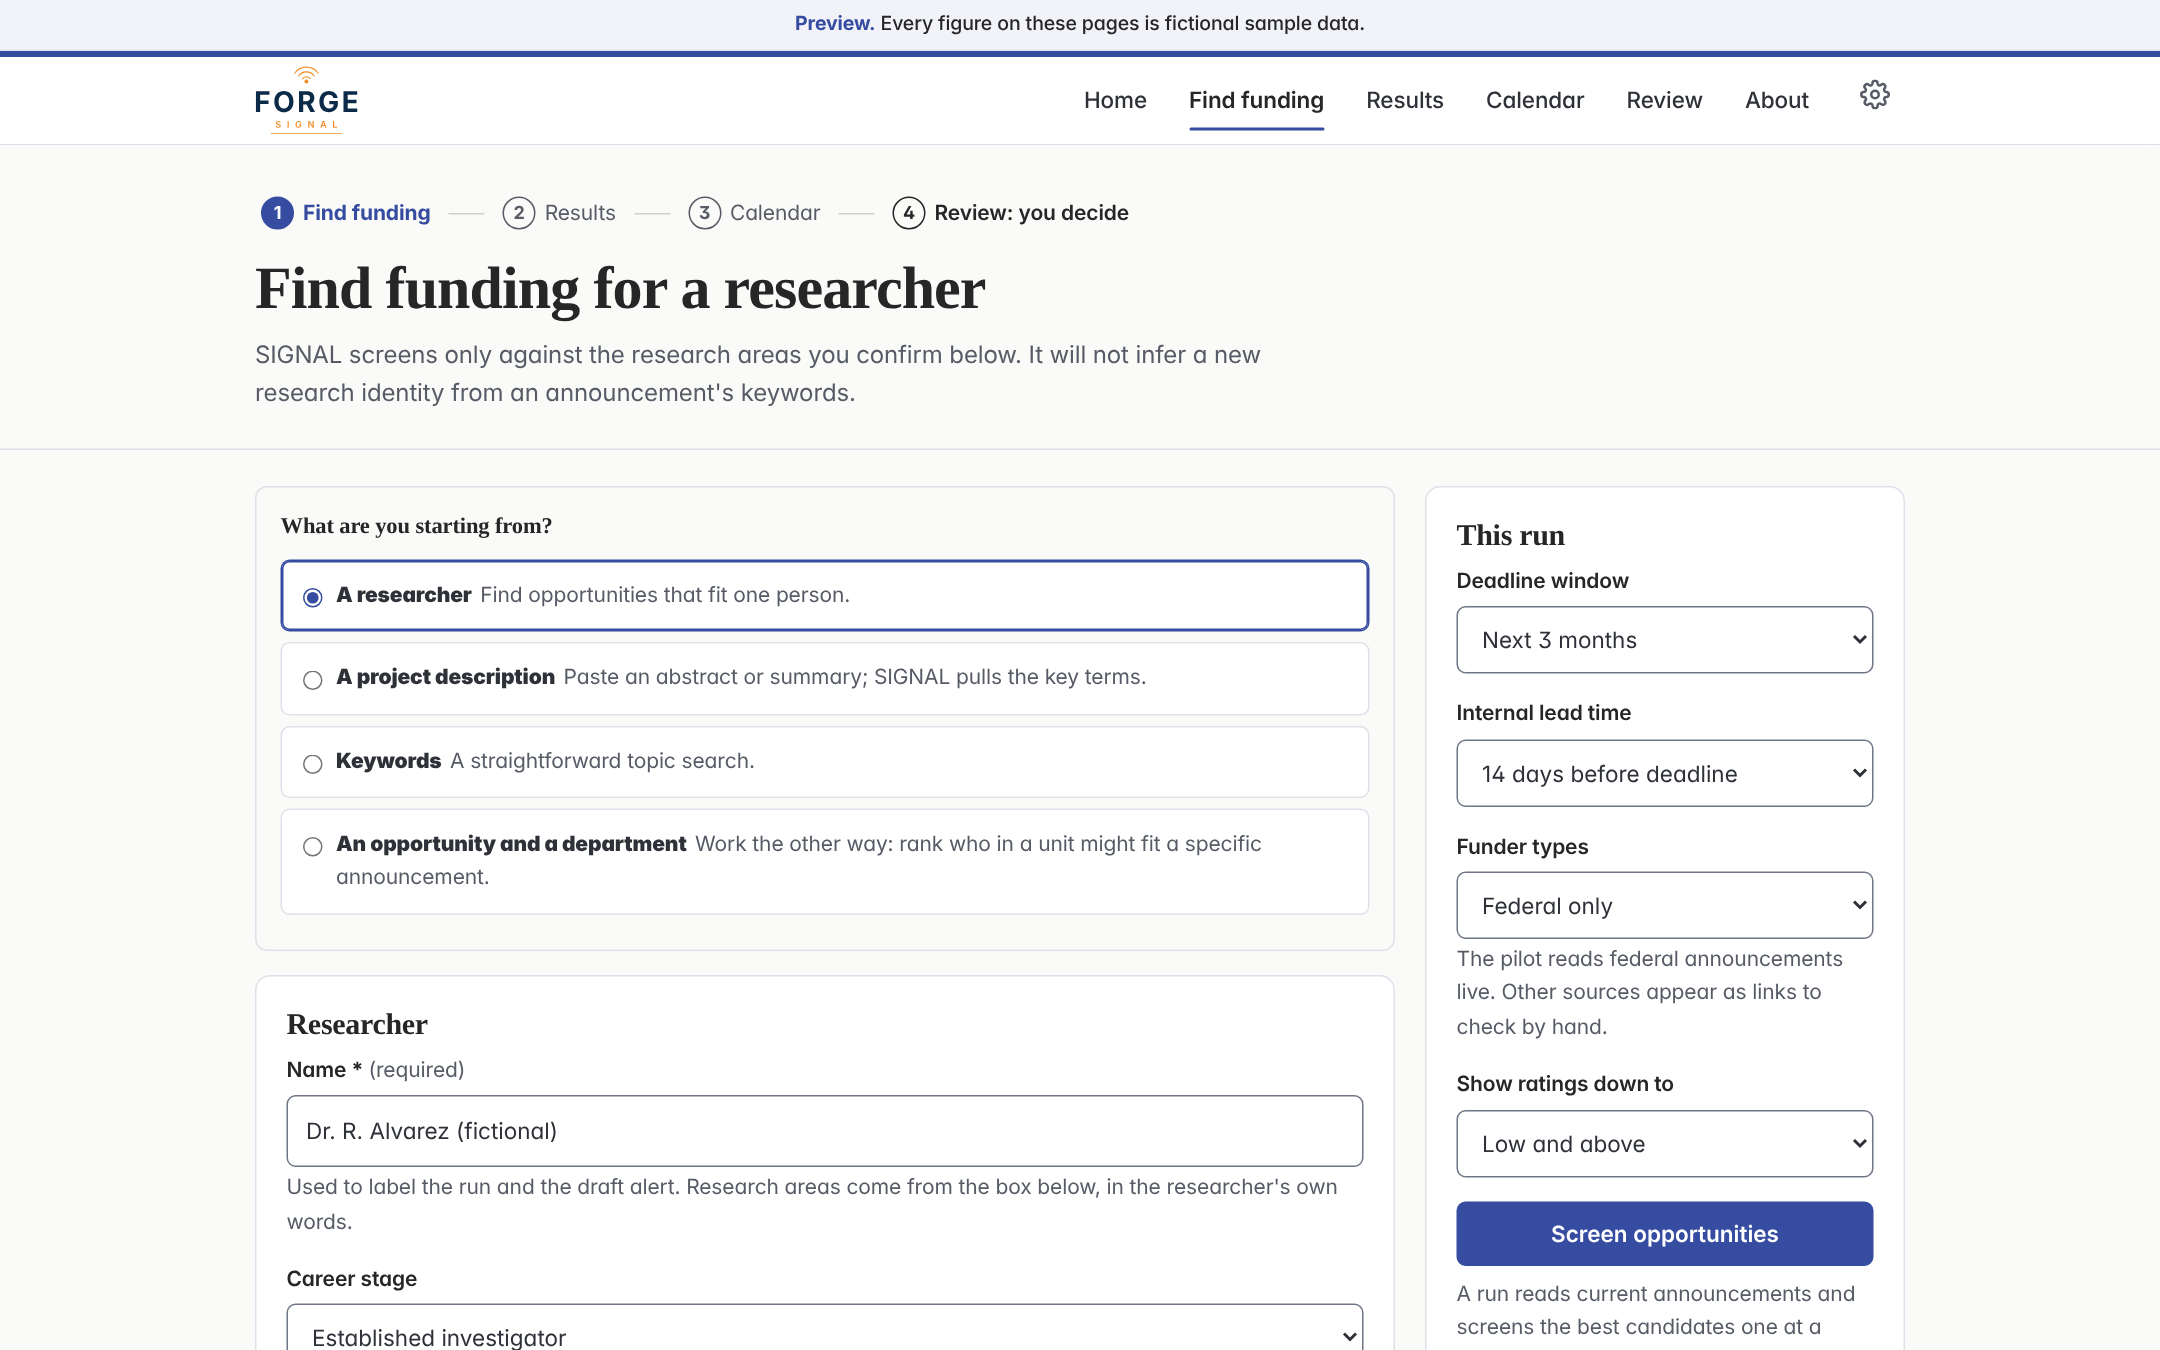 Preview. Every figure on these pages is fictional sample data.
FORGE
SIGNAL
Home
Find funding
Results
Calendar
Review
About
1 Find funding
2 Results
3 Calendar
4 Review: you decide
Find funding for a researcher
SIGNAL screens only against the research areas you confirm below. It will not infer a new
research identity from an announcement's keywords.
What are you starting from?
A researcher Find opportunities that fit one person.
A project description Paste an abstract or summary; SIGNAL pulls the key terms.
Keywords A straightforward topic search.
An opportunity and a department Work the other way: rank who in a unit might fit a specific
announcement.
Researcher
Name * (required)
Dr. R. Alvarez (fictional)
Used to label the run and the draft alert. Research areas come from the box below, in the researcher's own
words.
Career stage
Established investigator
This run
Deadline window
Next 3 months
Internal lead time
14 days before deadline
Funder types
Federal only
The pilot reads federal announcements
live. Other sources appear as links to
check by hand.
Show ratings down to
Low and above
Screen opportunities
A run reads current announcements and
screens the best candidates one at a